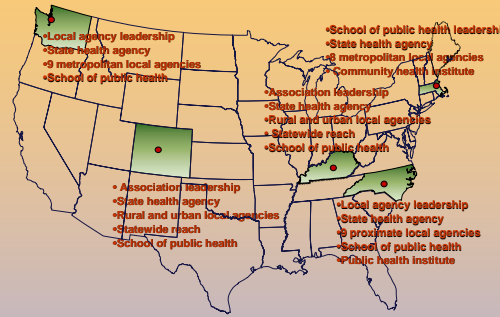 •Local agency leadership
•State health agency
•9 metropolitan local agencies
•School of public health
•School of public health leadersh
•State health agency
•8 metropolitan local agencies
• Community health institute
•Association leadership
•State health agency
•Rural and urban local agencies
• Statewide reach
•School of public health
• Association leadership
•State health agency
•Rural and urban local agencies
•Statewide reach
•School of public health
•Local agency leadership
•State health agency
•9 proximate local agencies
•School of public health
•Public health institute